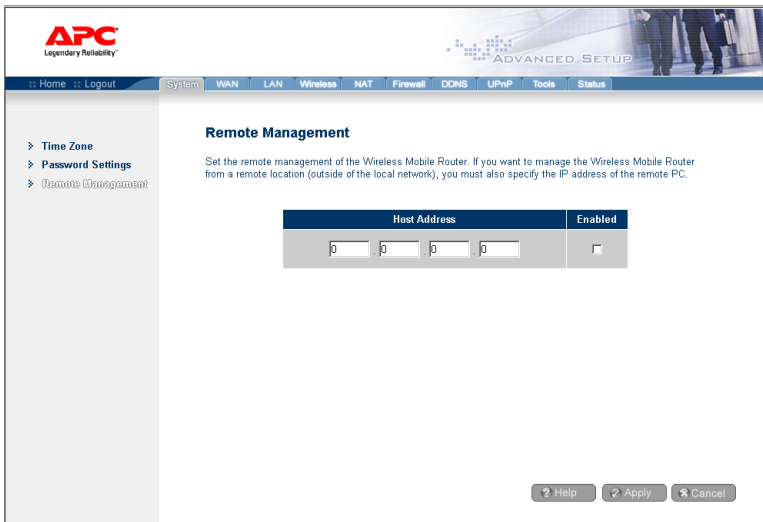 APC
Legendary Reliability™
ADVANCED SETUP
:: Home :: Logout
System WAN LAN Wireless NAT Firewall DDNS UPnP Tools Status
Time Zone
Password Settings
Remote Management
Remote Management
Set the remote management of the Wireless Mobile Router. If you want to manage the Wireless Mobile Router
from a remote location (outside of the local network), you must also specify the IP address of the remote PC.
Host Address Enabled
0 . 0 . 0 . 0
Help Apply Cancel